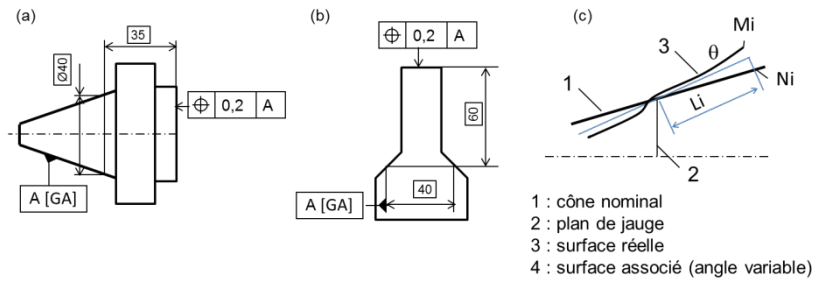 (a)
35
Ø40
⌖ 0,2 A
A [GA]
(b)
⌖ 0,2 A
60
40
A [GA]
(c)
Mi
3
θ
1
Ni
Li
2
1 : cône nominal
2 : plan de jauge
3 : surface réelle
4 : surface associé (angle variable)